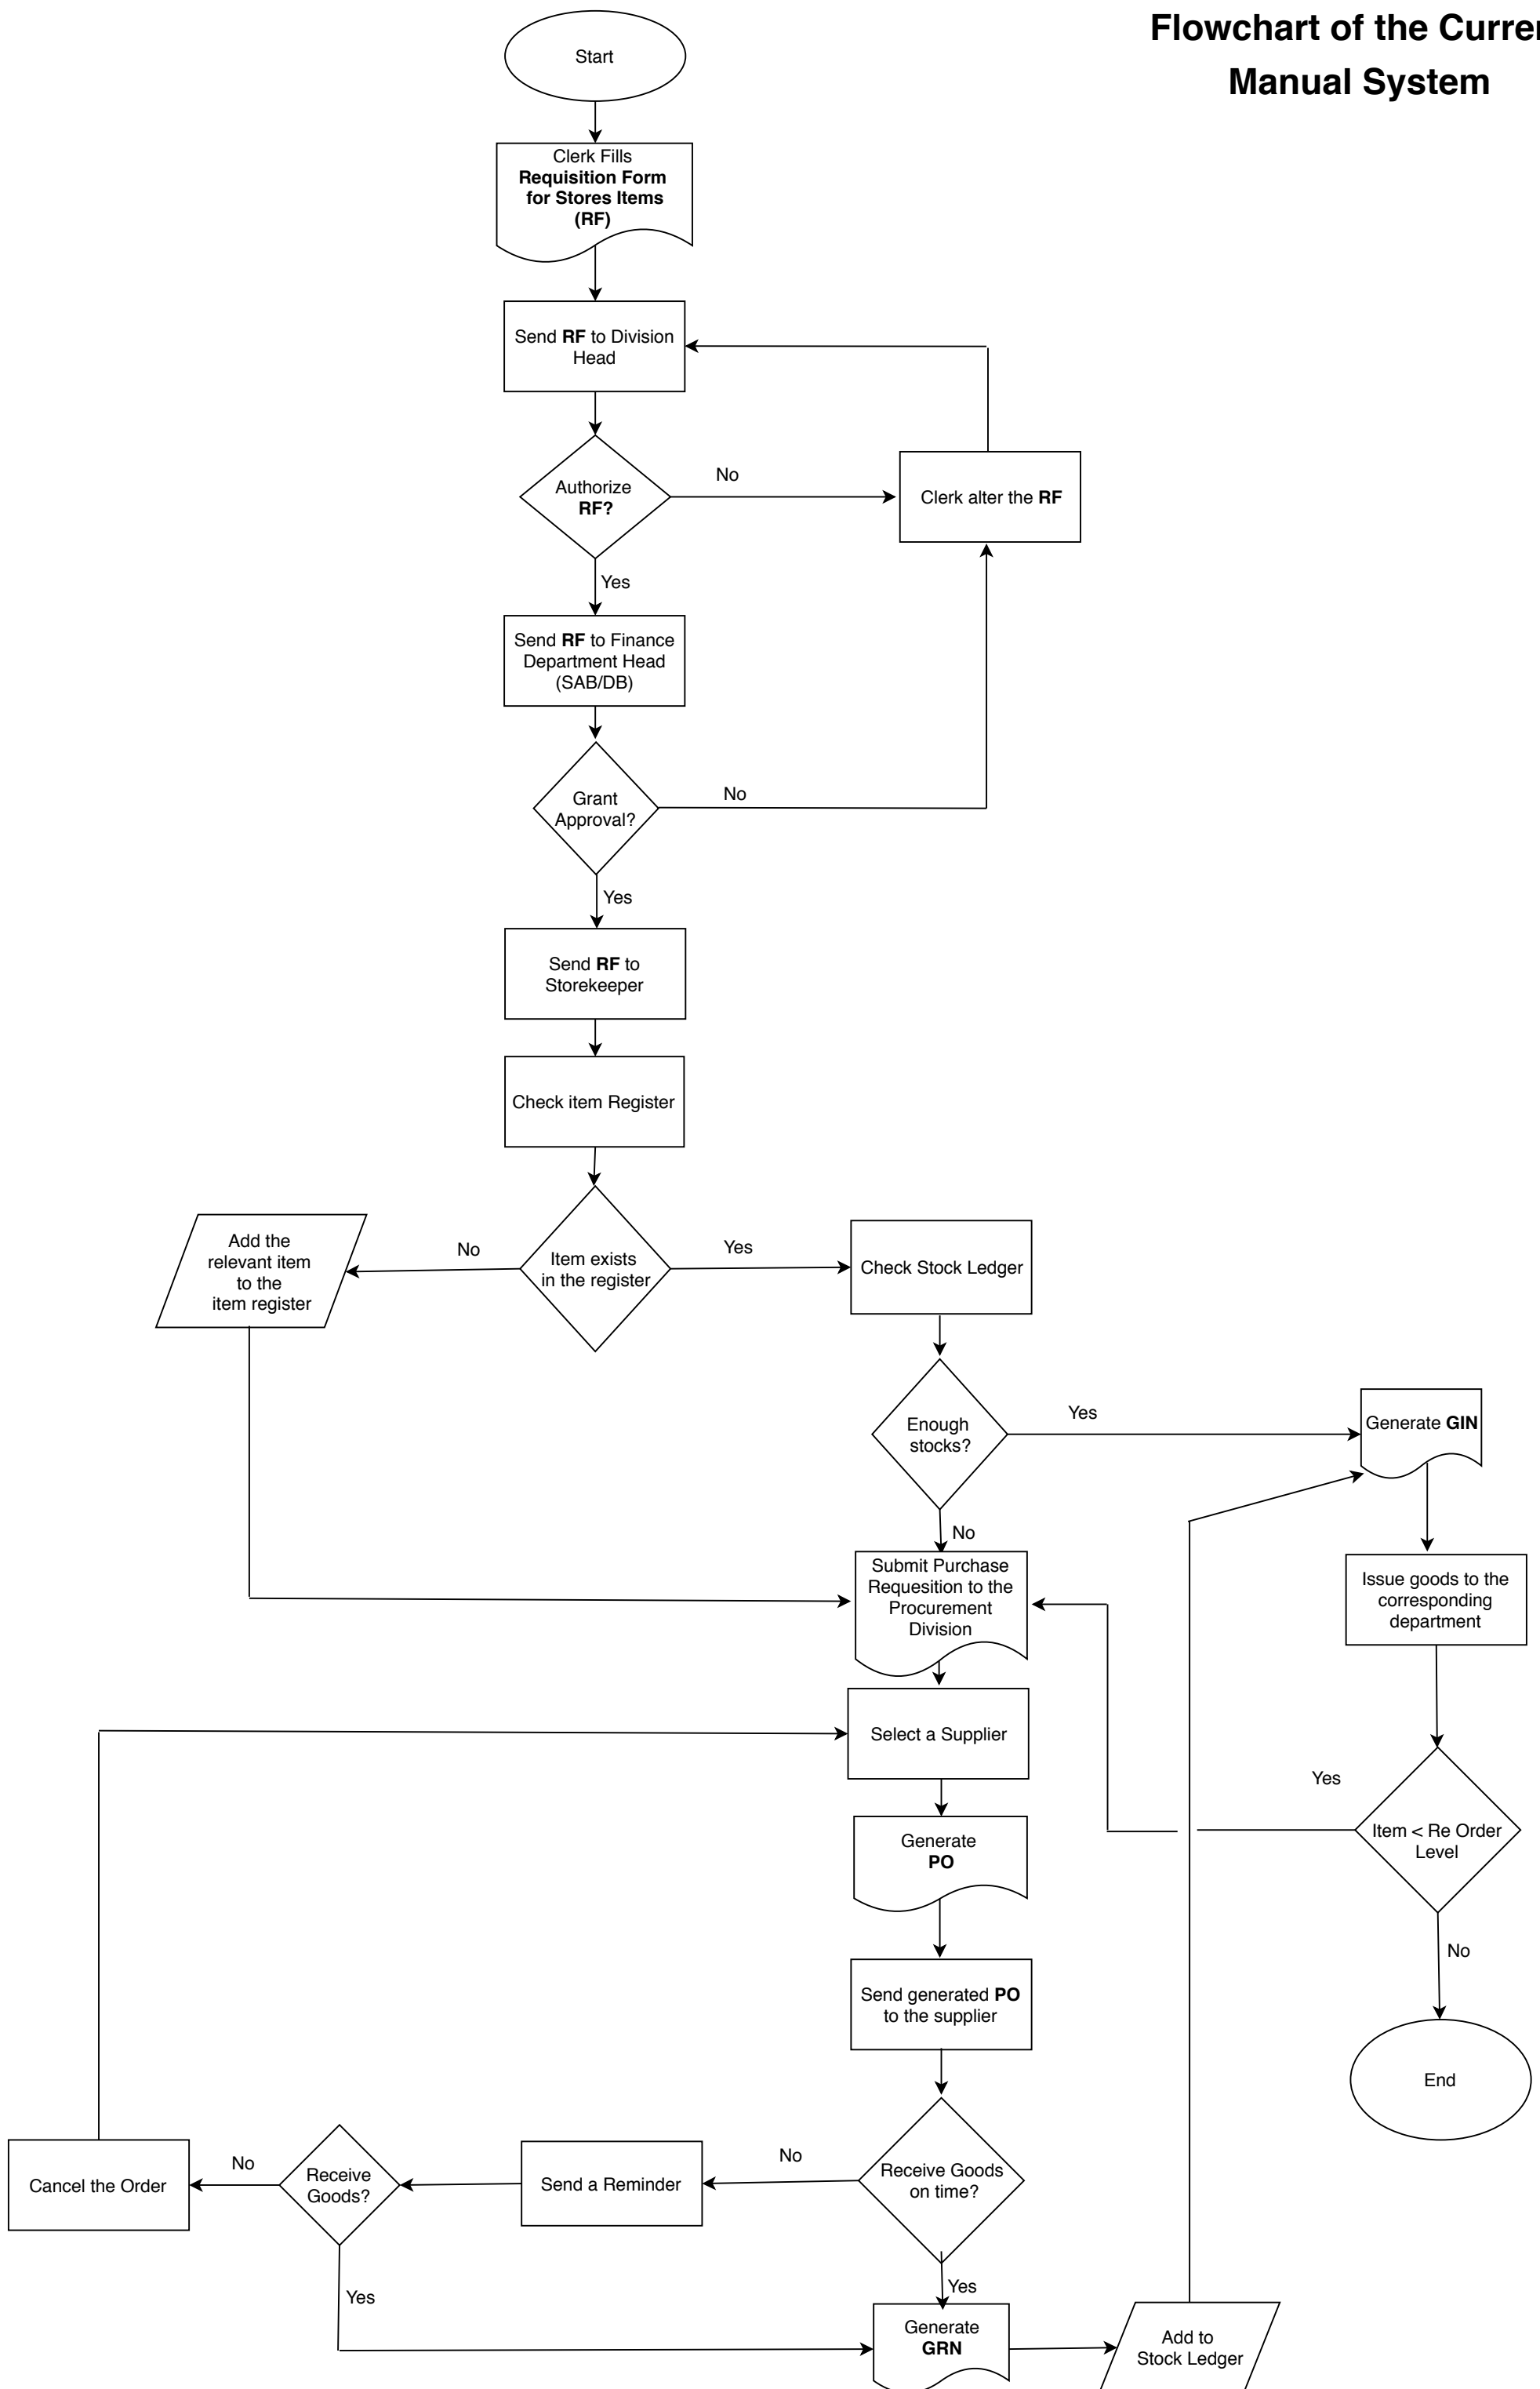 Flowchart of the Curren
Manual System
Start
Clerk Fills
Requisition Form
for Stores Items
(RF)
Send RF to Division
Head
Authorize
RF?
No
Clerk alter the RF
Yes
Send RF to Finance
Department Head
(SAB/DB)
Grant
Approval?
No
Yes
Send RF to
Storekeeper
Check item Register
Item exists
in the register
No
Add the
relevant item
to the
item register
Yes
Check Stock Ledger
Enough
stocks?
Yes
Generate GIN
No
Submit Purchase
Requesition to the
Procurement
Division
Issue goods to the
corresponding
department
Select a Supplier
Yes
Item < Re Order
Level
Generate
PO
No
Send generated PO
to the supplier
End
Receive Goods
on time?
No
Send a Reminder
Receive
Goods?
No
Cancel the Order
Yes
Yes
Generate
GRN
Add to
Stock Ledger